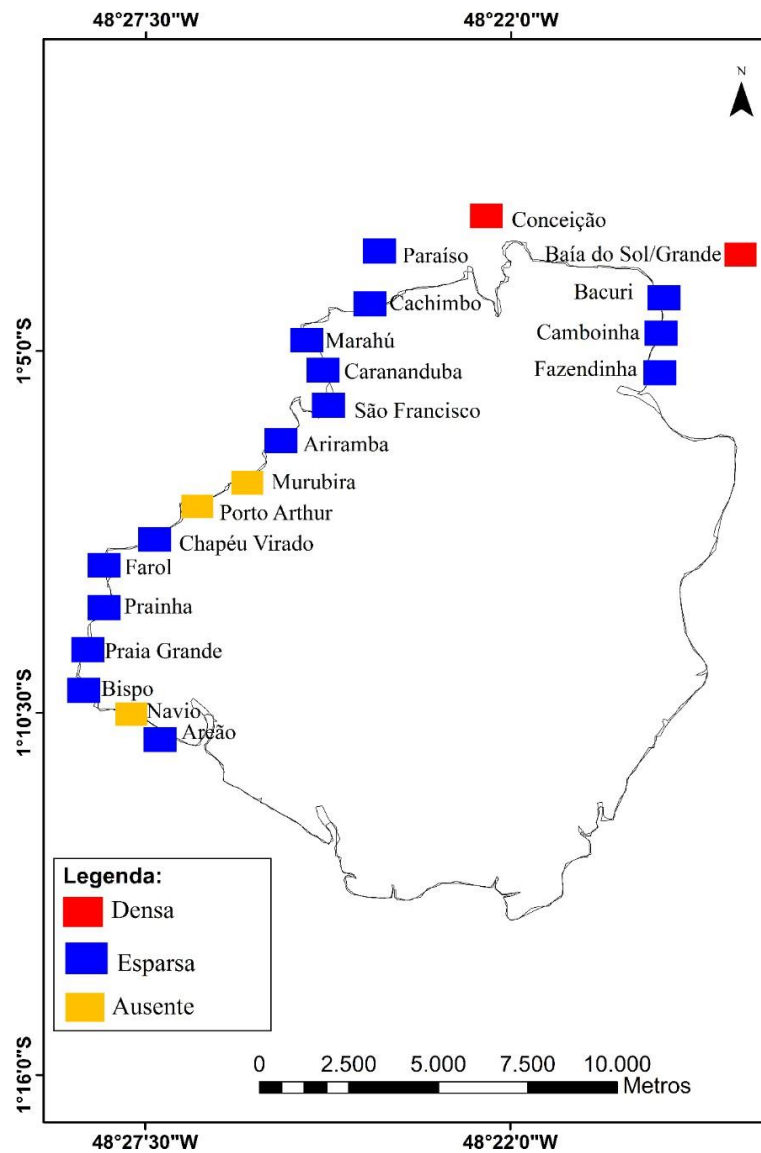 48°27'30"W 48°22'0"W
N
Conceição
Paraíso
Baía do Sol/Grande
Bacuri
Cachimbo
Camboinha
Marahú
1°5'0"S
Carananduba
Fazendinha
São Francisco
Ariramba
Murubira
Porto Arthur
Chapéu Virado
Farol
Prainha
Praia Grande
Bispo
Navio
1°10'30"S
Areão
Legenda:
Densa
Esparsa
Ausente
0 2.500 5.000 7.500 10.000
Metros
1°16'0"S
48°27'30"W 48°22'0"W